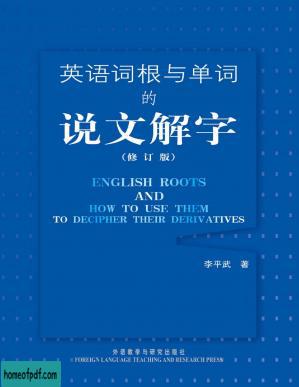 英语词根与单词
的
说文解字
（修订版）
ENGLISH ROOTS
AND
HOW TO USE THEM
TO DECIPHER THEIR DERIVATIVES
李平武 著
外语教学与研究出版社
FOREIGN LANGUAGE TEACHING AND RESEARCH PRESS
homeofpdf.com
homeofpdf.com